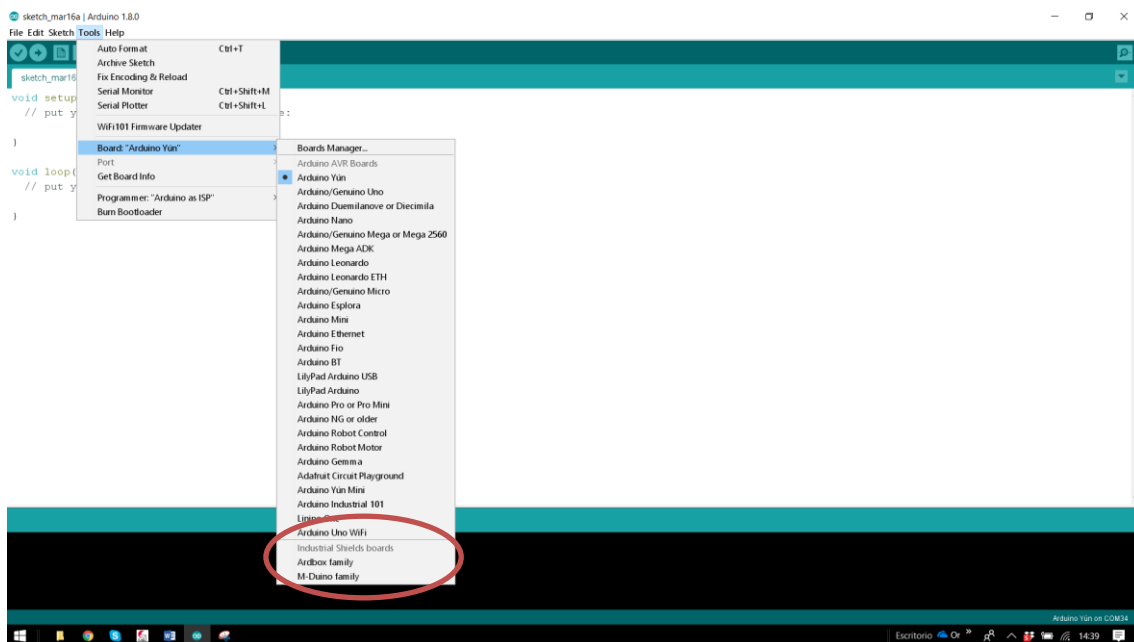 sketch_mar16a | Arduino 1.8.0
File Edit Sketch Tools Help
sketch_mar16
void setup
// put y
e:
}
void loop(
// put y
}
Auto Format Ctrl+T
Archive Sketch
Fix Encoding & Reload
Serial Monitor Ctrl+Shift+M
Serial Plotter Ctrl+Shift+L
WiFi101 Firmware Updater
Board: "Arduino Yún"
Port
Get Board Info
Programmer: "Arduino as ISP"
Burn Bootloader
Boards Manager...
Arduino AVR Boards
Arduino Yún
Arduino/Genuino Uno
Arduino Duemilanove or Diecimila
Arduino Nano
Arduino/Genuino Mega or Mega 2560
Arduino Mega ADK
Arduino Leonardo
Arduino Leonardo ETH
Arduino/Genuino Micro
Arduino Esplora
Arduino Mini
Arduino Ethernet
Arduino Fio
Arduino BT
LilyPad Arduino USB
LilyPad Arduino
Arduino Pro or Pro Mini
Arduino NG or older
Arduino Robot Control
Arduino Robot Motor
Arduino Gemma
Adafruit Circuit Playground
Arduino Yún Mini
Arduino Industrial 101
Linino
Arduino Uno WiFi
Industrial Shields boards
Ardbox family
M-Duino family
Arduino Yún on COM34
Escritorio Or » 14:39